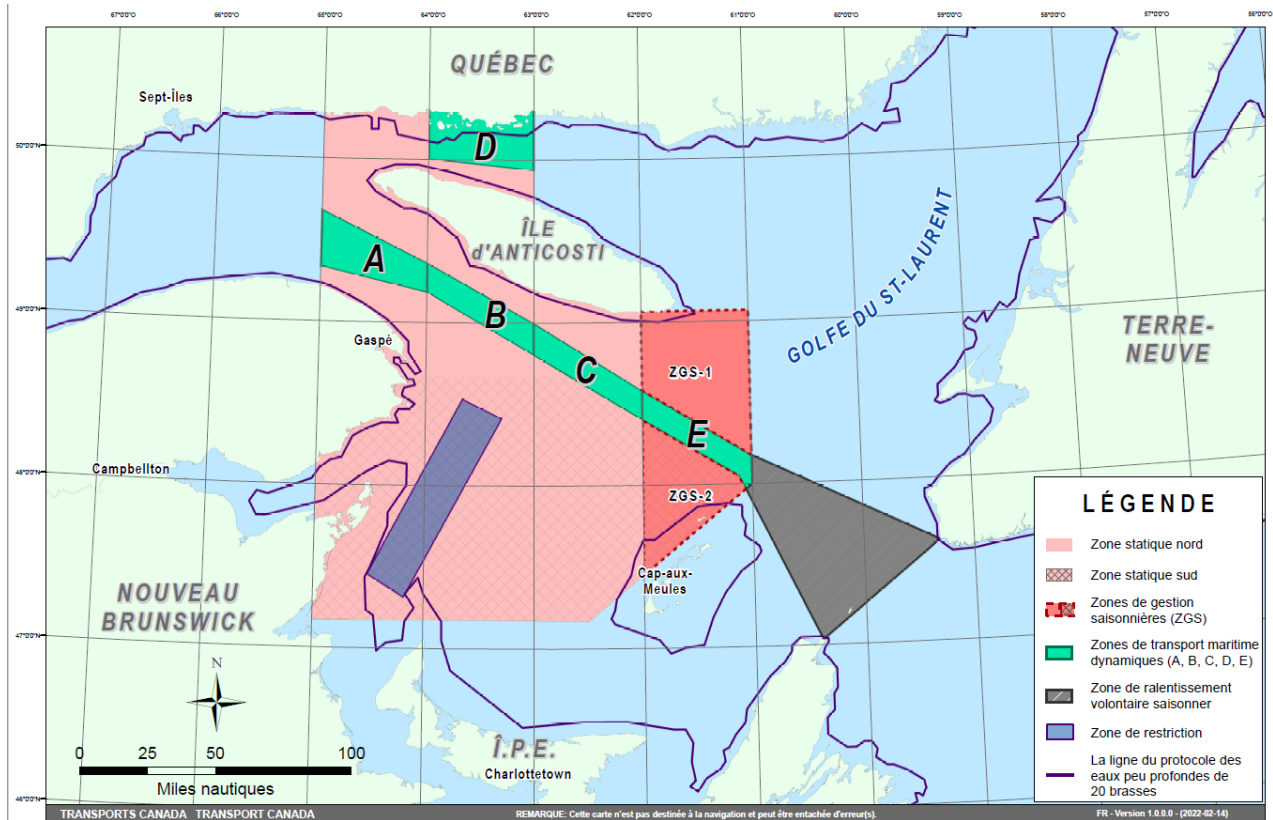 67°0'0"O 66°0'0"O 65°0'0"O 64°0'0"O 63°0'0"O 62°0'0"O 61°0'0"O 60°0'0"O 59°0'0"O 58°0'0"O 57°0'0"O 56°0'0"O
QUÉBEC
Sept-Îles
50°0'0"N
D
ÎLE
d'ANTICOSTI
A
B
49°0'0"N
GOLFE DU ST-LAURENT
TERRE-
NEUVE
Gaspé
C
ZGS-1
E
48°0'0"N
Campbellton
ZGS-2
Cap-aux-
Meules
NOUVEAU
BRUNSWICK
47°0'0"N
N
Î.P.E.
Charlottetown
0 25 50 100
Miles nautiques
46°0'0"N
LÉGENDE
Zone statique nord
Zone statique sud
Zones de gestion
saisonnières (ZGS)
Zones de transport maritime
dynamiques (A, B, C, D, E)
Zone de ralentissement
volontaire saisonner
Zone de restriction
La ligne du protocole des
eaux peu profondes de
20 brasses
TRANSPORTS CANADA TRANSPORT CANADA
REMARQUE: Cette carte n'est pas destinée à la navigation et peut être entachée d'erreur(s).
FR - Version 1.0.0.0 - (2022-02-14)